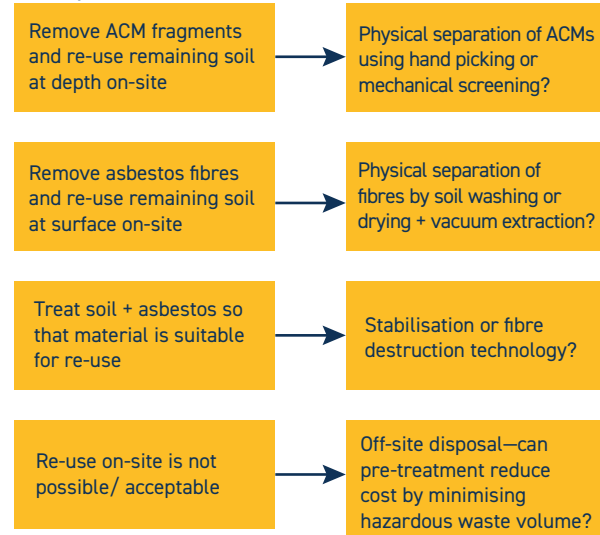 Remove ACM fragments
and re-use remaining soil
at depth on-site
Physical separation of ACMs
using hand picking or
mechanical screening?
Remove asbestos fibres
and re-use remaining soil
at surface on-site
Physical separation of
fibres by soil washing or
drying + vacuum extraction?
Treat soil + asbestos so
that material is suitable
for re-use
Stabilisation or fibre
destruction technology?
Re-use on-site is not
possible/ acceptable
Off-site disposal—can
pre-treatment reduce
cost by minimising
hazardous waste volume?